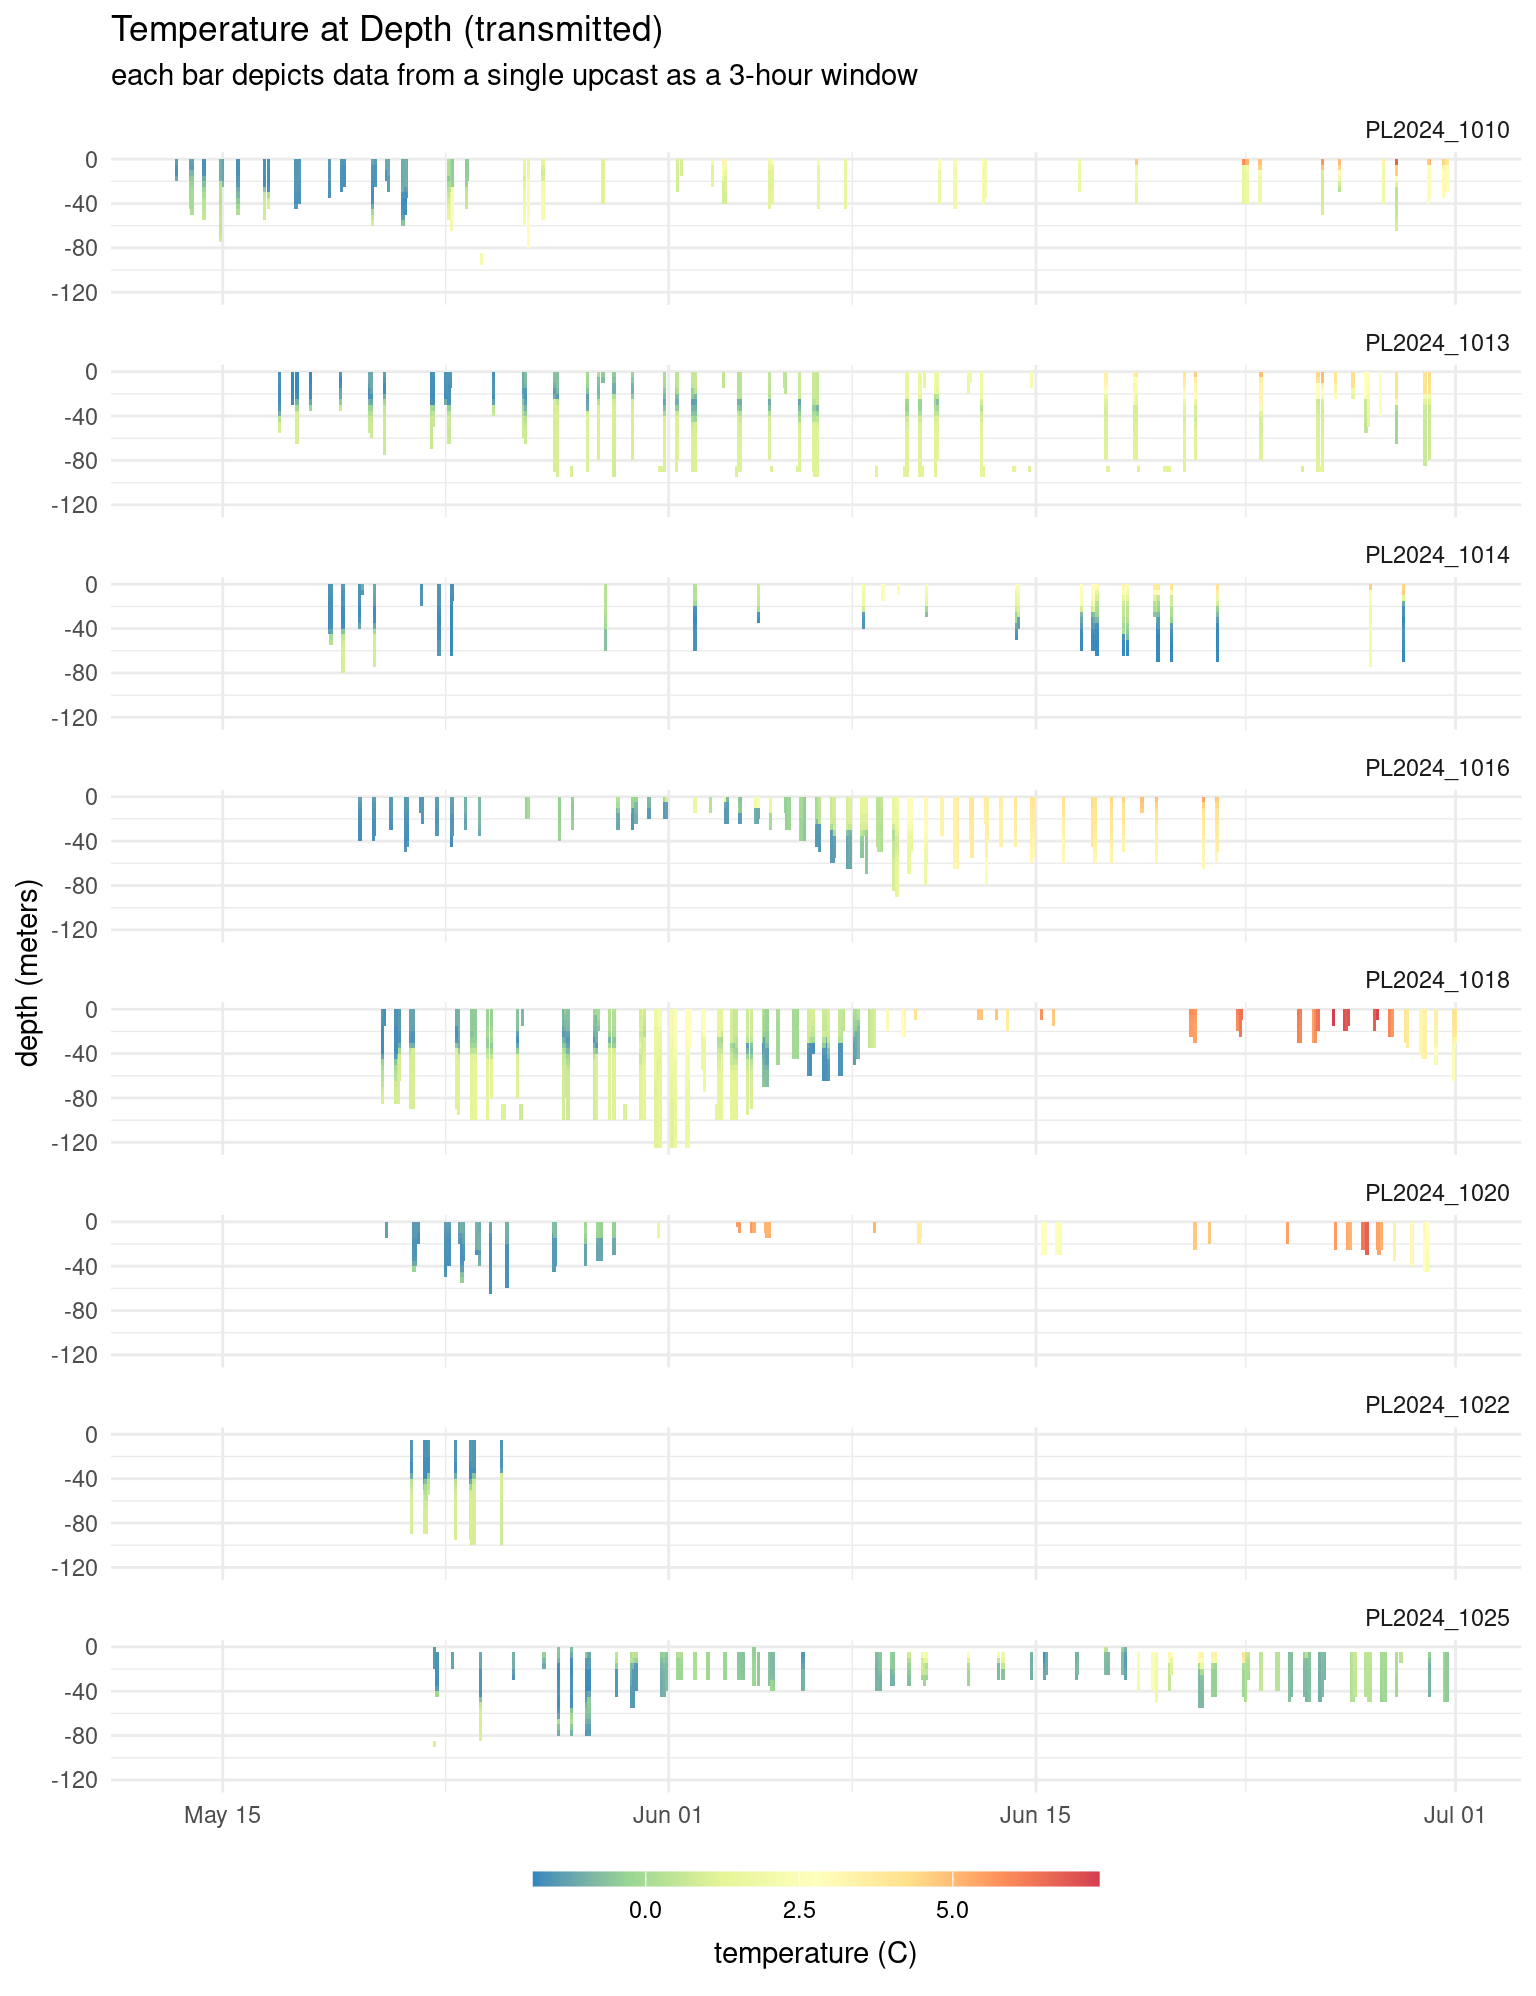 Temperature at Depth (transmitted)
each bar depicts data from a single upcast as a 3-hour window
PL2024_1010
0
-40
-80
-120
PL2024_1013
0
-40
-80
-120
PL2024_1014
0
-40
-80
-120
PL2024_1016
0
-40
-80
-120
depth (meters)
PL2024_1018
0
-40
-80
-120
PL2024_1020
0
-40
-80
-120
PL2024_1022
0
-40
-80
-120
PL2024_1025
0
-40
-80
-120
May 15 Jun 01 Jun 15 Jul 01
0.0 2.5 5.0
temperature (C)